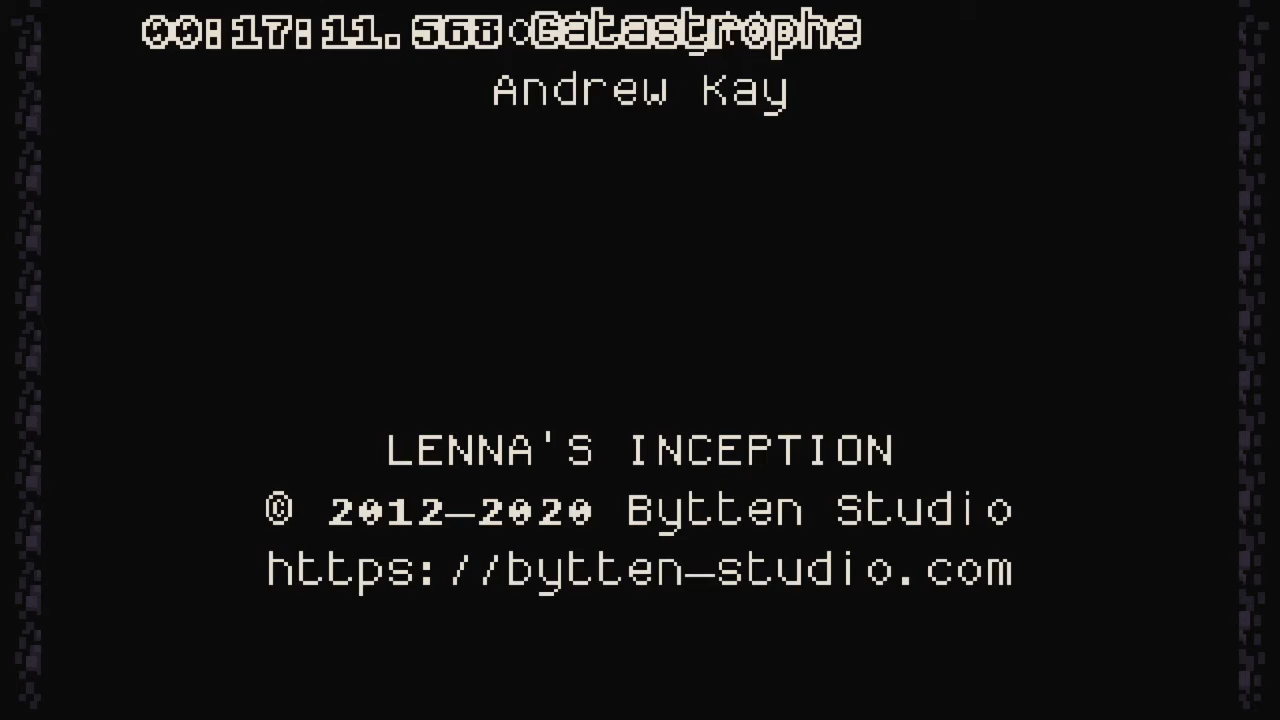 00:17:11.568 Catastrophe
Andrew Kay
LENNA'S INCEPTION
© 2012–2020 Bytten Studio
https://bytten-studio.com